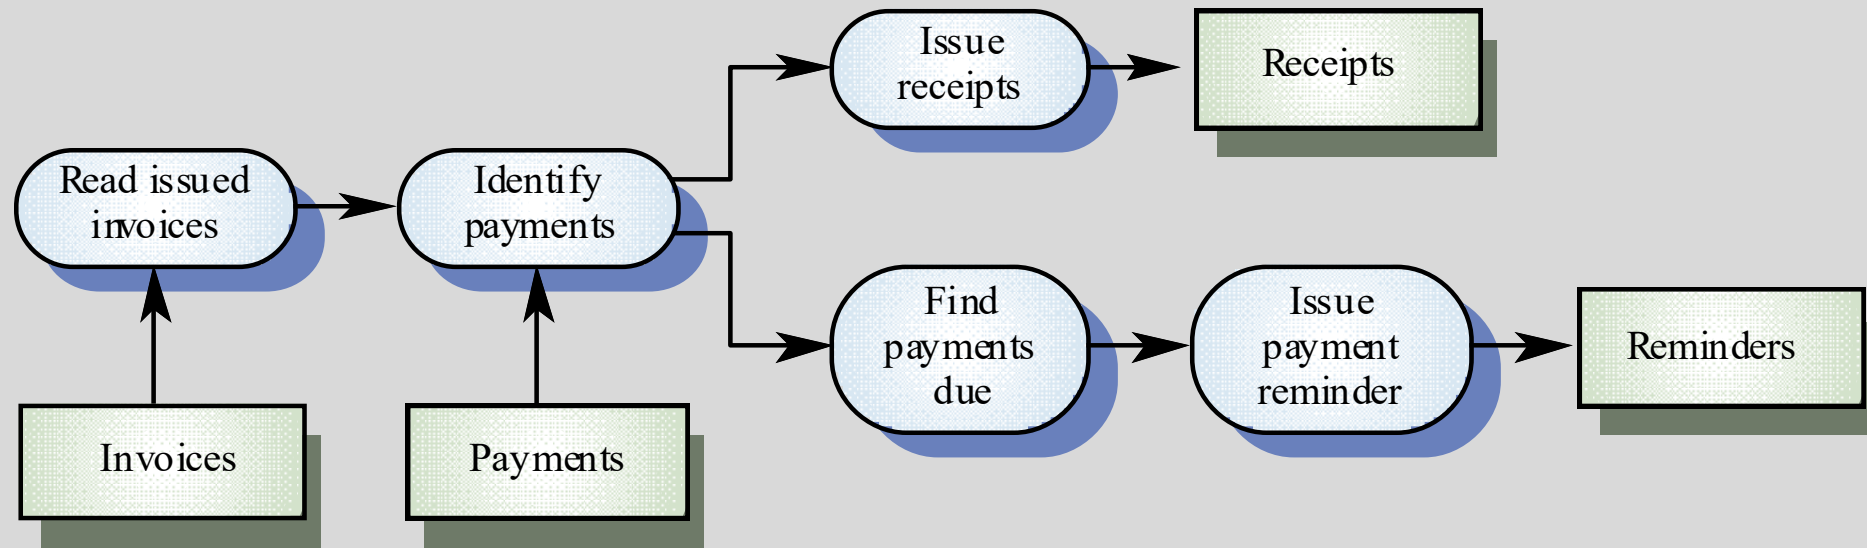 Issue
receipts
Receipts
Read issued
invoices
Identify
payments
Find
payments
due
Issue
payment
reminder
Reminders
Invoices
Payments